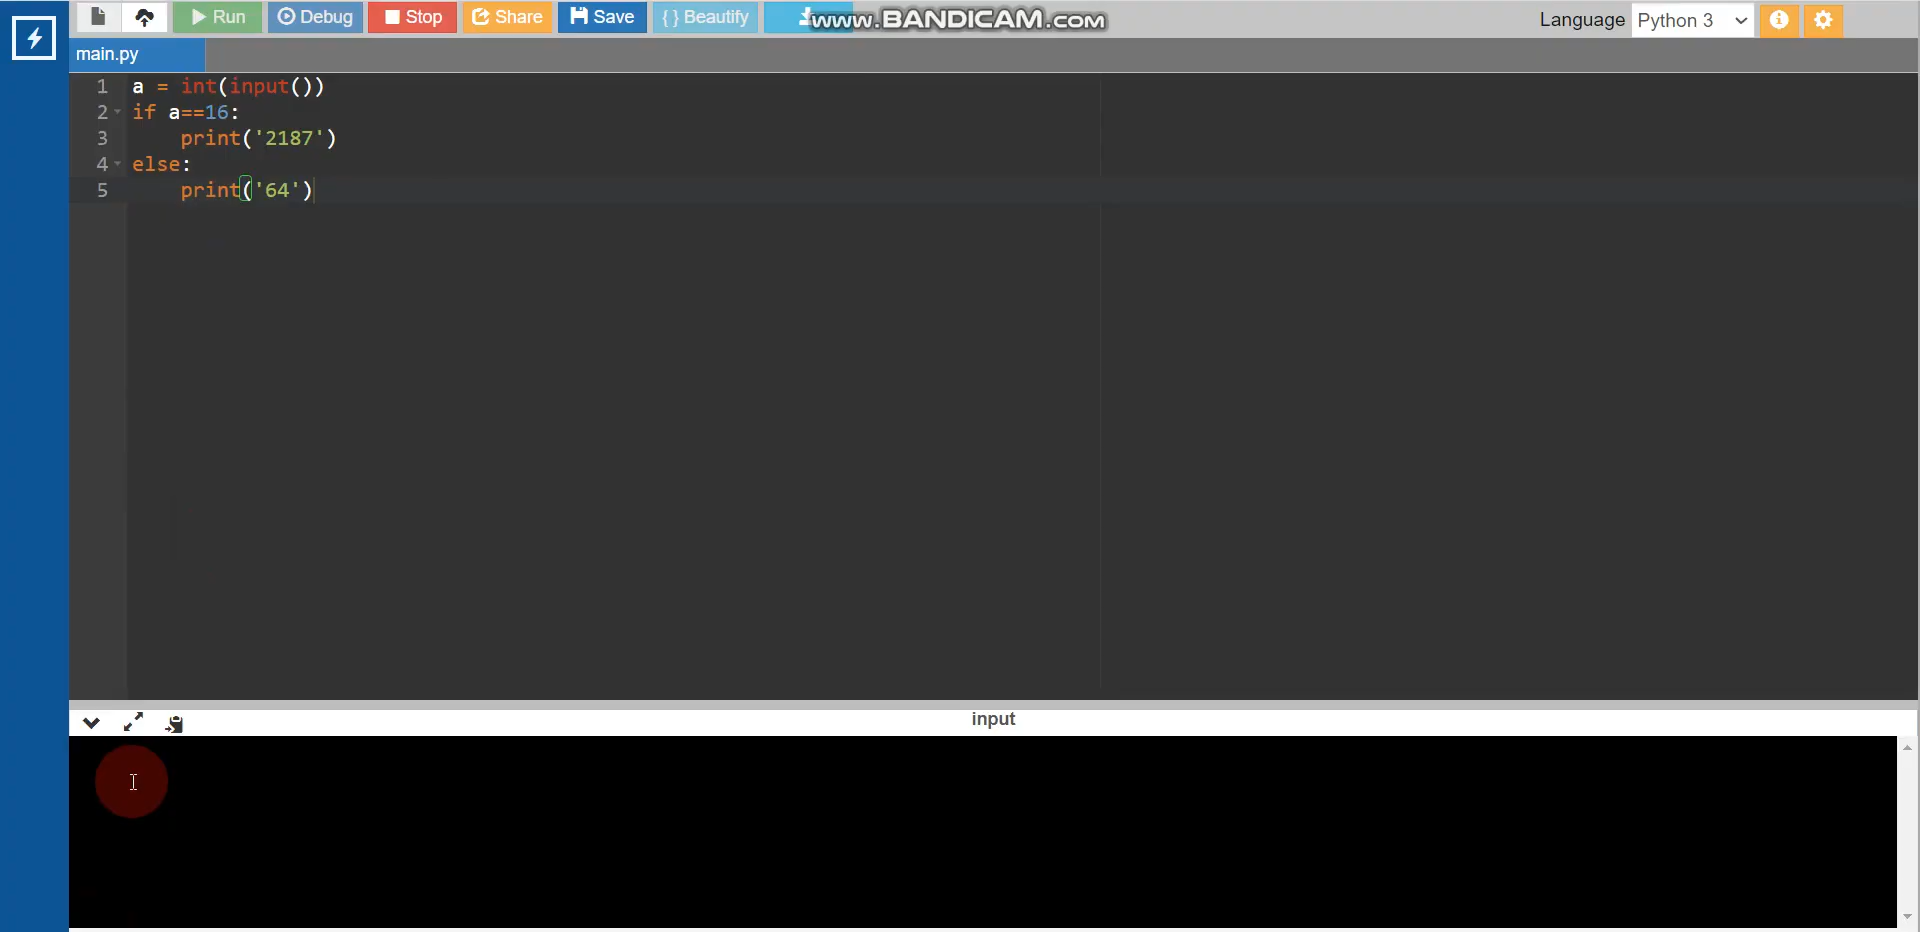 Run Debug Stop Share Save { } Beautify www.BANDICAM.com Language Python 3
main.py
1 a = int(input())
2 if a==16:
3     print('2187')
4 else:
5     print('64')
input